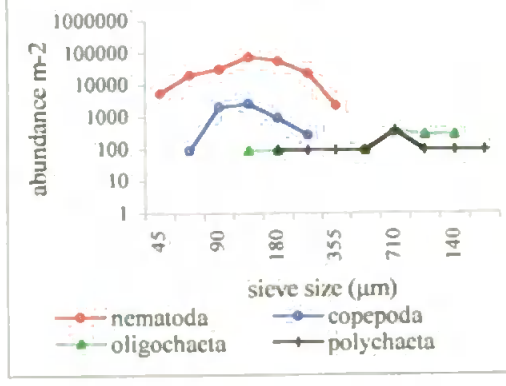 1000000
100000
10000
1000
100
10
1
abundance m-2
45
90
180
355
710
140
sieve size (µm)
nematoda
copepoda
oligochaeta
polychaeta